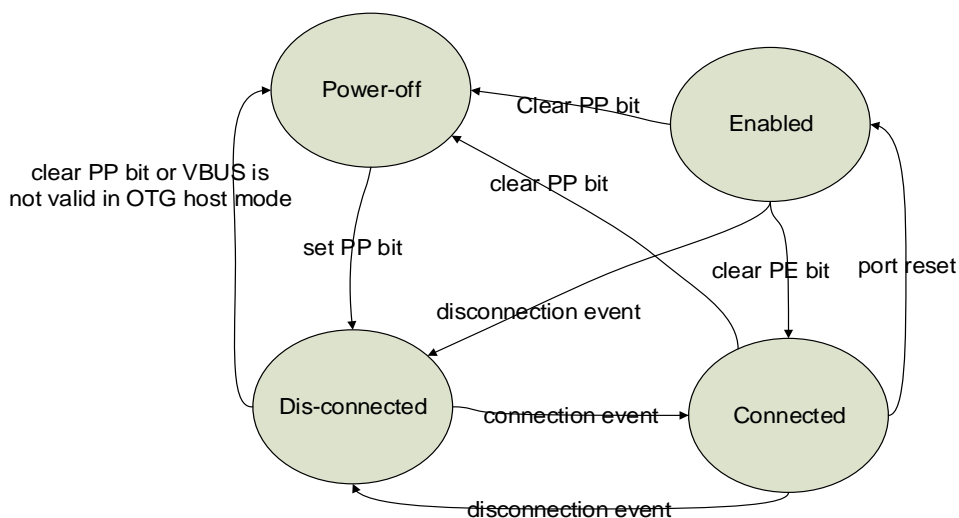 Power-off
Enabled
Clear PP bit
clear PP bit or VBUS is
not valid in OTG host mode
clear PP bit
set PP bit
clear PE bit
port reset
disconnection event
Dis-connected
connection event
Connected
disconnection event